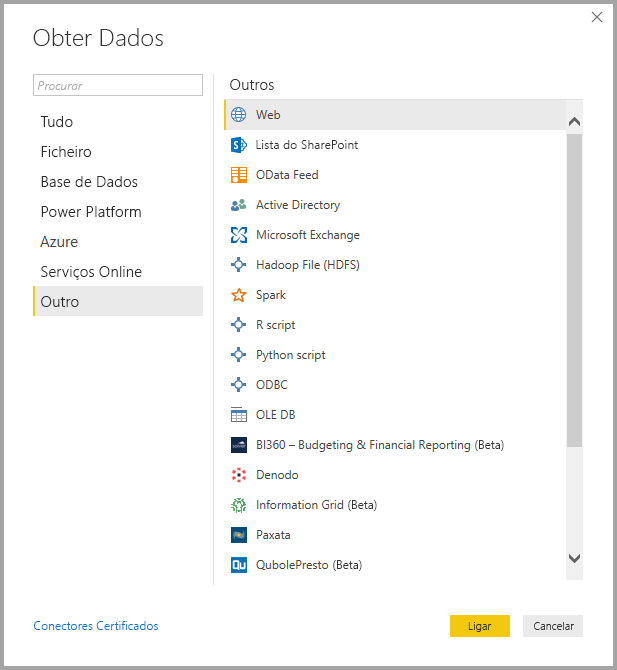 Obter Dados
Procurar
Tudo
Ficheiro
Base de Dados
Power Platform
Azure
Serviços Online
Outro
Outros
Web
Lista do SharePoint
OData Feed
Active Directory
Microsoft Exchange
Hadoop File (HDFS)
Spark
R script
Python script
ODBC
OLE DB
BI360 – Budgeting & Financial Reporting (Beta)
Denodo
Information Grid (Beta)
Paxata
QubolePresto (Beta)
Conectores Certificados
Ligar
Cancelar